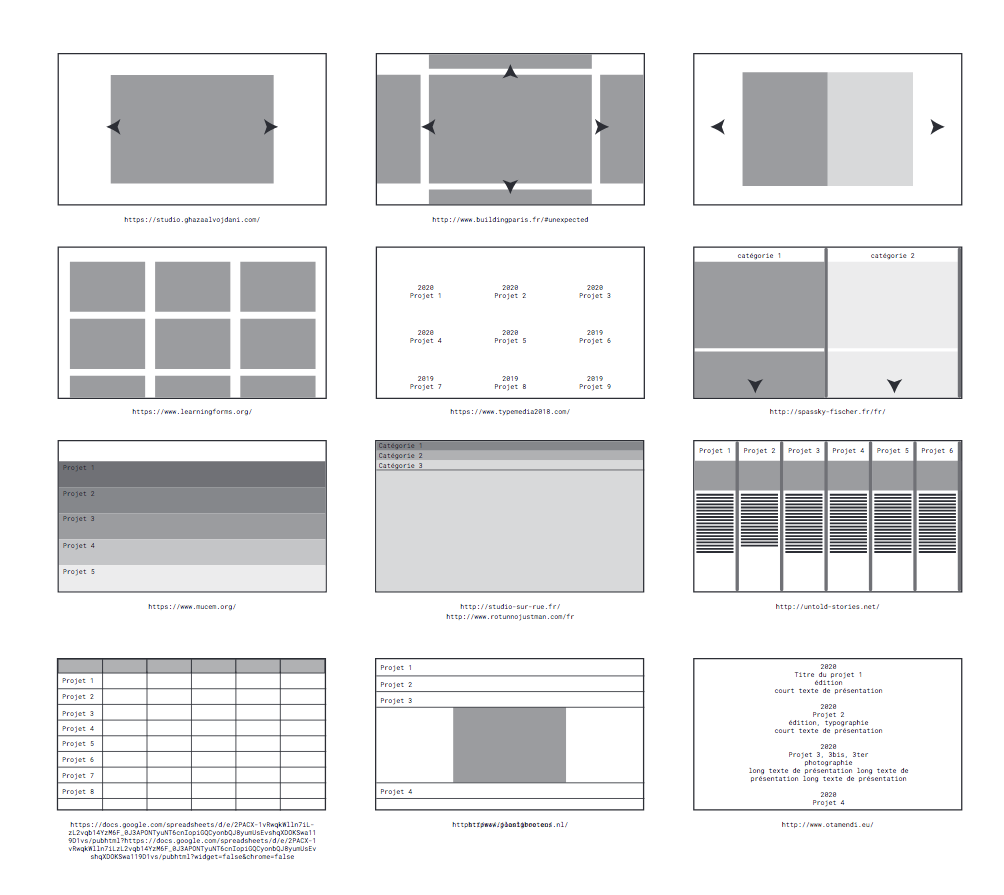 https://studio.ghazaalvojdani.com/
http://www.buildingparis.fr/#unexpected
https://www.learningforms.org/
2020
Projet 1
2020
Projet 2
2020
Projet 3
2020
Projet 4
2020
Projet 5
2019
Projet 6
2019
Projet 7
2019
Projet 8
2019
Projet 9
https://www.typemedia2018.com/
catégorie 1
catégorie 2
http://spassky-fischer.fr/fr/
Projet 1
Projet 2
Projet 3
Projet 4
Projet 5
https://www.mucem.org/
Catégorie 1
Catégorie 2
Catégorie 3
http://studio-sur-rue.fr/
http://www.rotunnojustman.com/fr
Projet 1
Projet 2
Projet 3
Projet 4
Projet 5
Projet 6
http://untold-stories.net/
Projet 1
Projet 2
Projet 3
Projet 4
Projet 5
Projet 6
Projet 7
Projet 8
https://docs.google.com/spreadsheets/d/e/2PACX-1vRwqkWlln7iL-
zL2vqb14YzM6F_0J3APDNTyuNT6cnIopiGQCyonbQJ8yumUsEvshqXDOKSwa11
9D1vs/pubhtml?https://docs.google.com/spreadsheets/d/e/2PACX-1
vRwqkWlln7iLzL2vqb14YzM6F_0J3APDNTyuNT6cnIopiGQCyonbQJ8yumUsEv
shqXDOKSwa119D1vs/pubhtml?widget=false&chrome=false
Projet 1
Projet 2
Projet 3
Projet 4
2020
Titre du projet 1
édition
court texte de présentation
2020
Projet 2
édition, typographie
court texte de présentation
2020
Projet 3, 3bis, 3ter
photographie
long texte de présentation long texte de
présentation long texte de présentation
2020
Projet 4
http://www.otamendi.eu/